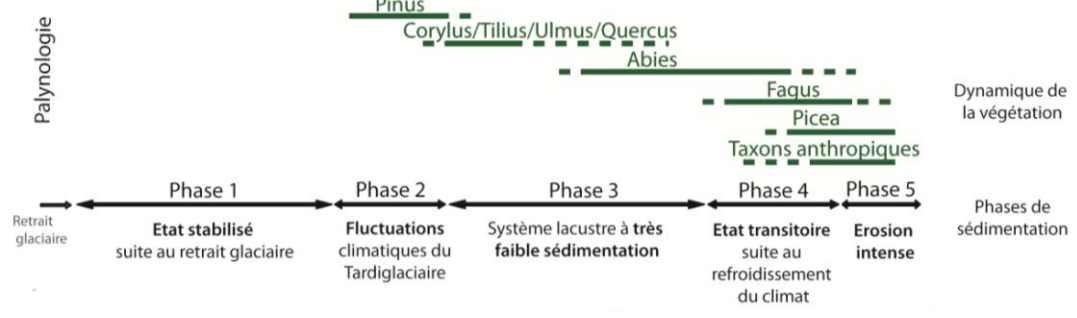 Pinus
Palynologie
Corylus/Tilius/Ulmus/Quercus
Abies
Fagus
Dynamique de
la végétation
Picea
Taxons anthropiques
Phase 1
Phase 2
Phase 3
Phase 4
Phase 5
Retrait
glaciaire
Etat stabilisé
suite au retrait glaciaire
Fluctuations
climatiques du
Tardiglaciaire
Système lacustre à très
faible sédimentation
Etat transitoire
suite au
refroidissement
du climat
Erosion
intense
Phases de
sédimentation